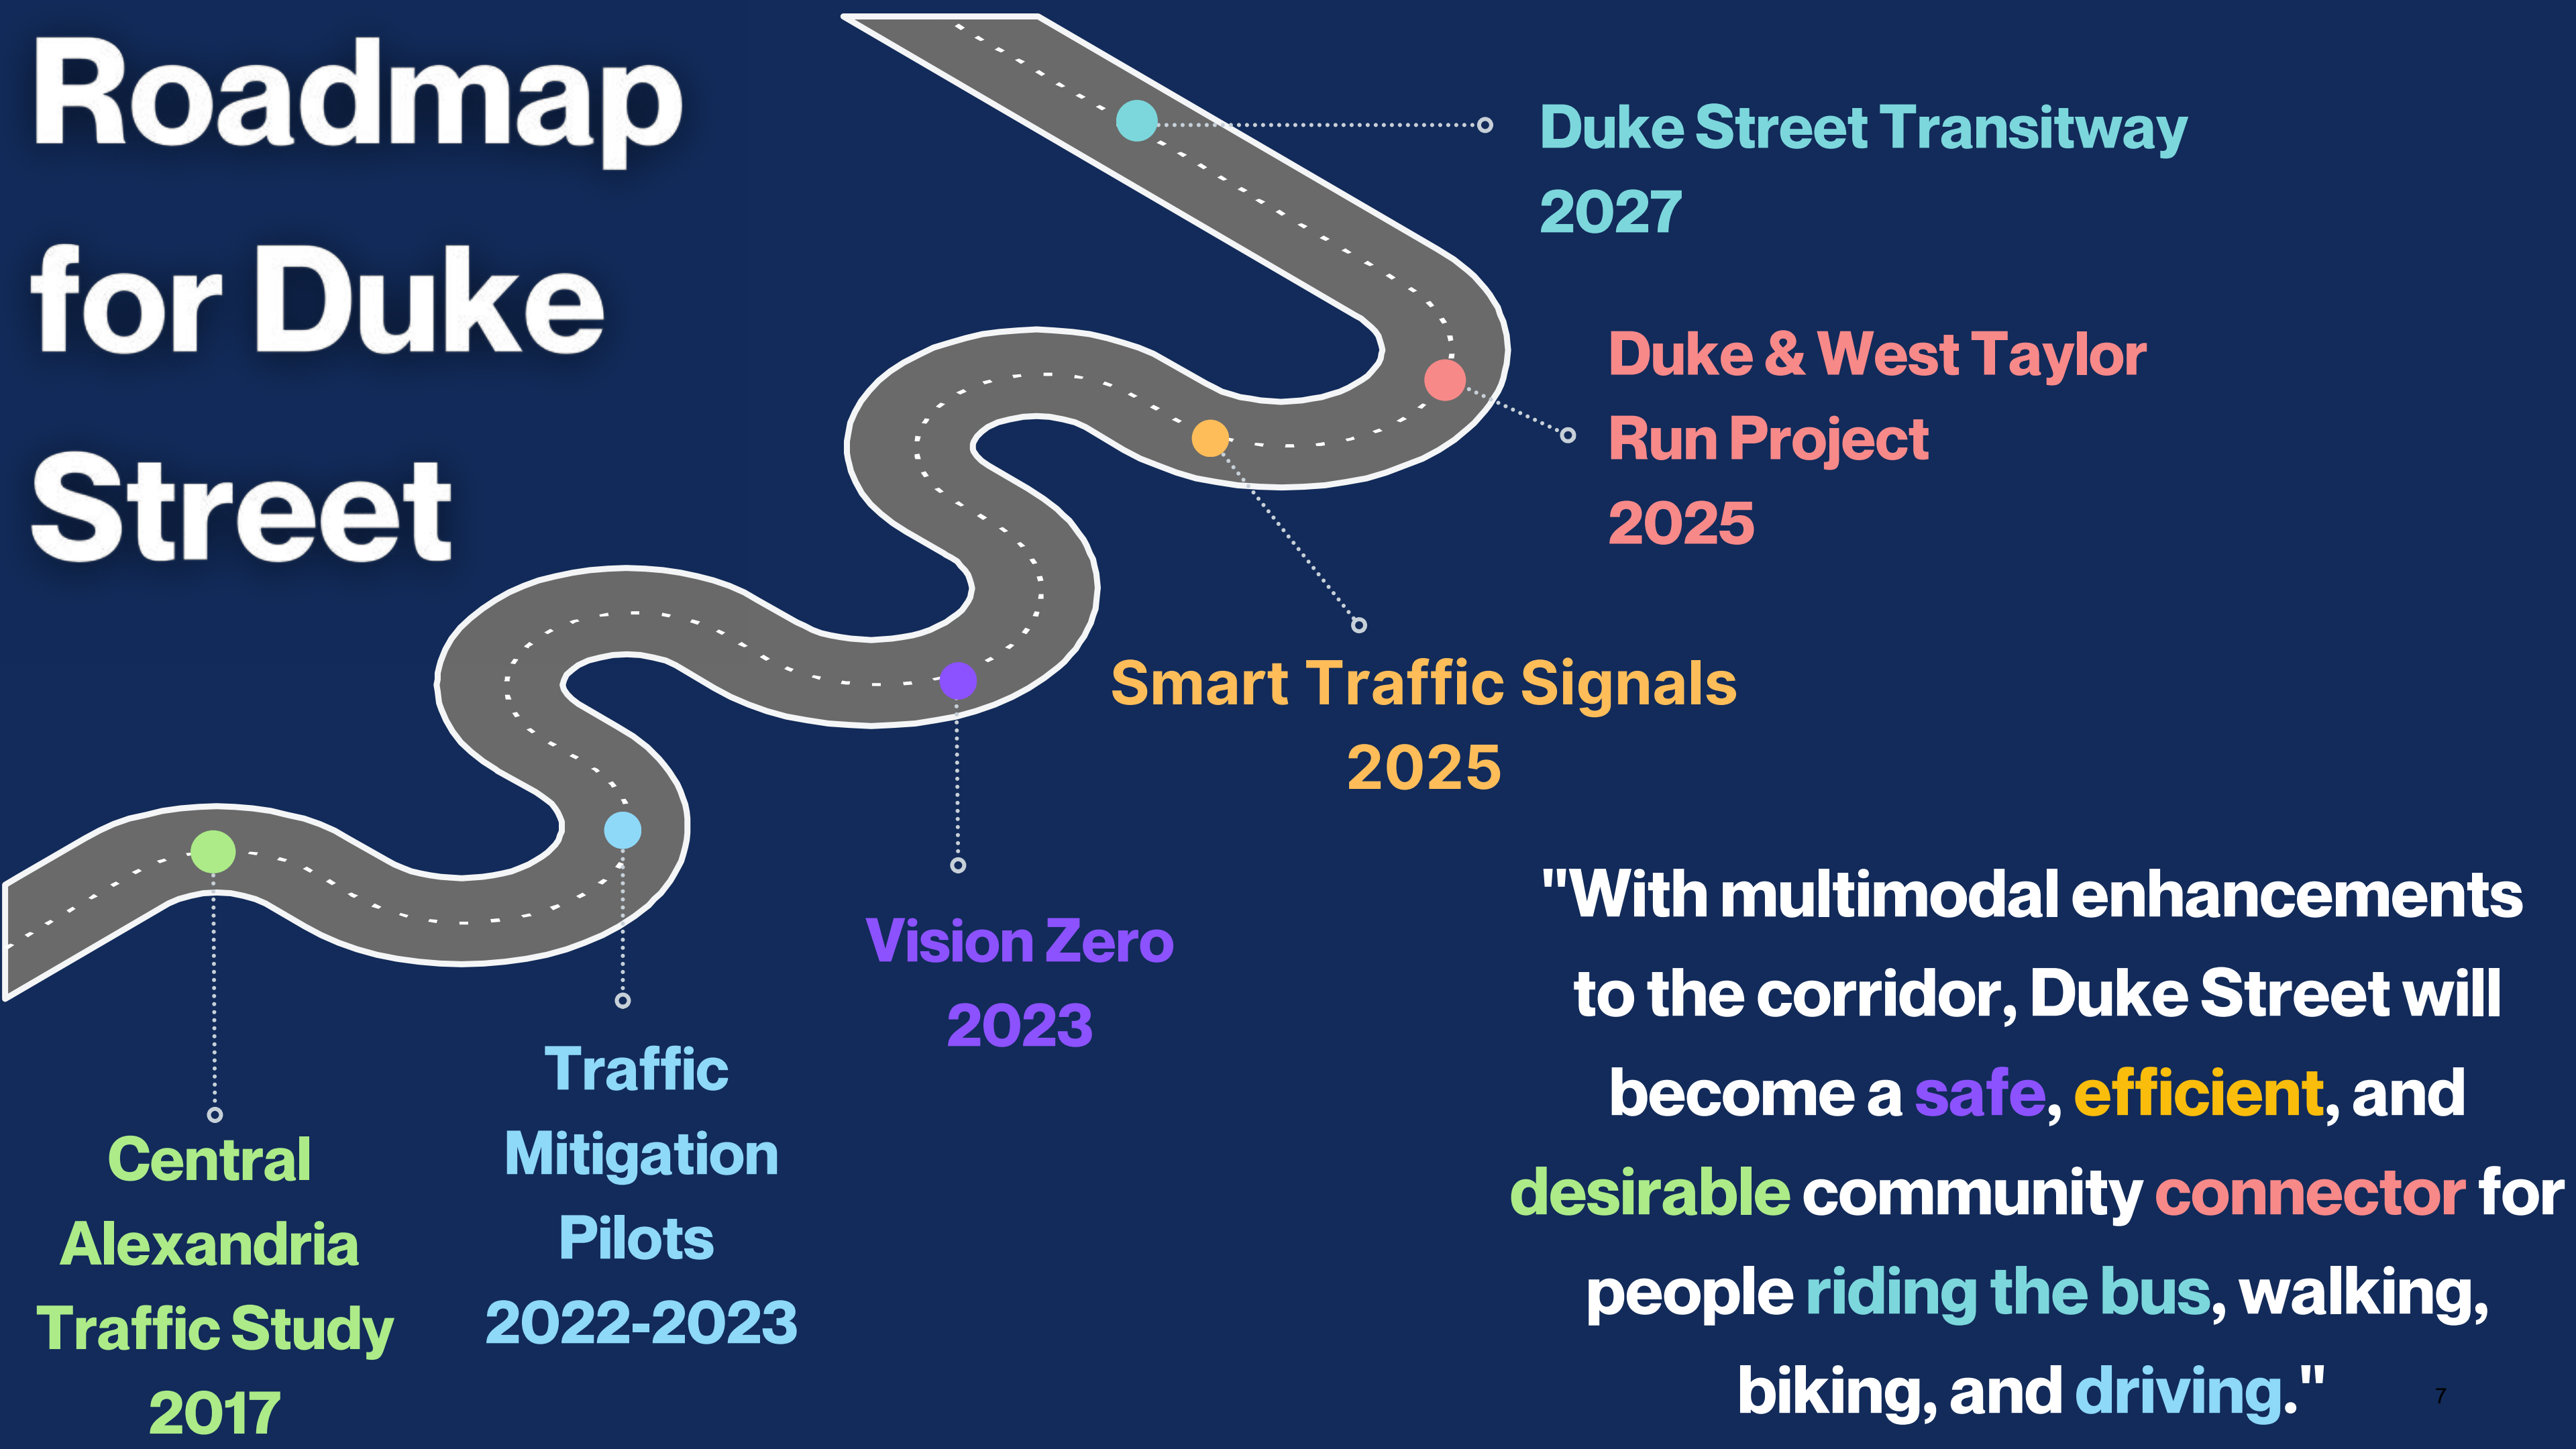 Roadmap
for Duke
Street
Duke Street Transitway
2027
Duke & West Taylor
Run Project
2025
Smart Traffic Signals
2025
Vision Zero
2023
Traffic
Mitigation
Pilots
2022-2023
Central
Alexandria
Traffic Study
2017
"With multimodal enhancements
to the corridor, Duke Street will
become a safe, efficient, and
desirable community connector for
people riding the bus, walking,
biking, and driving."
7